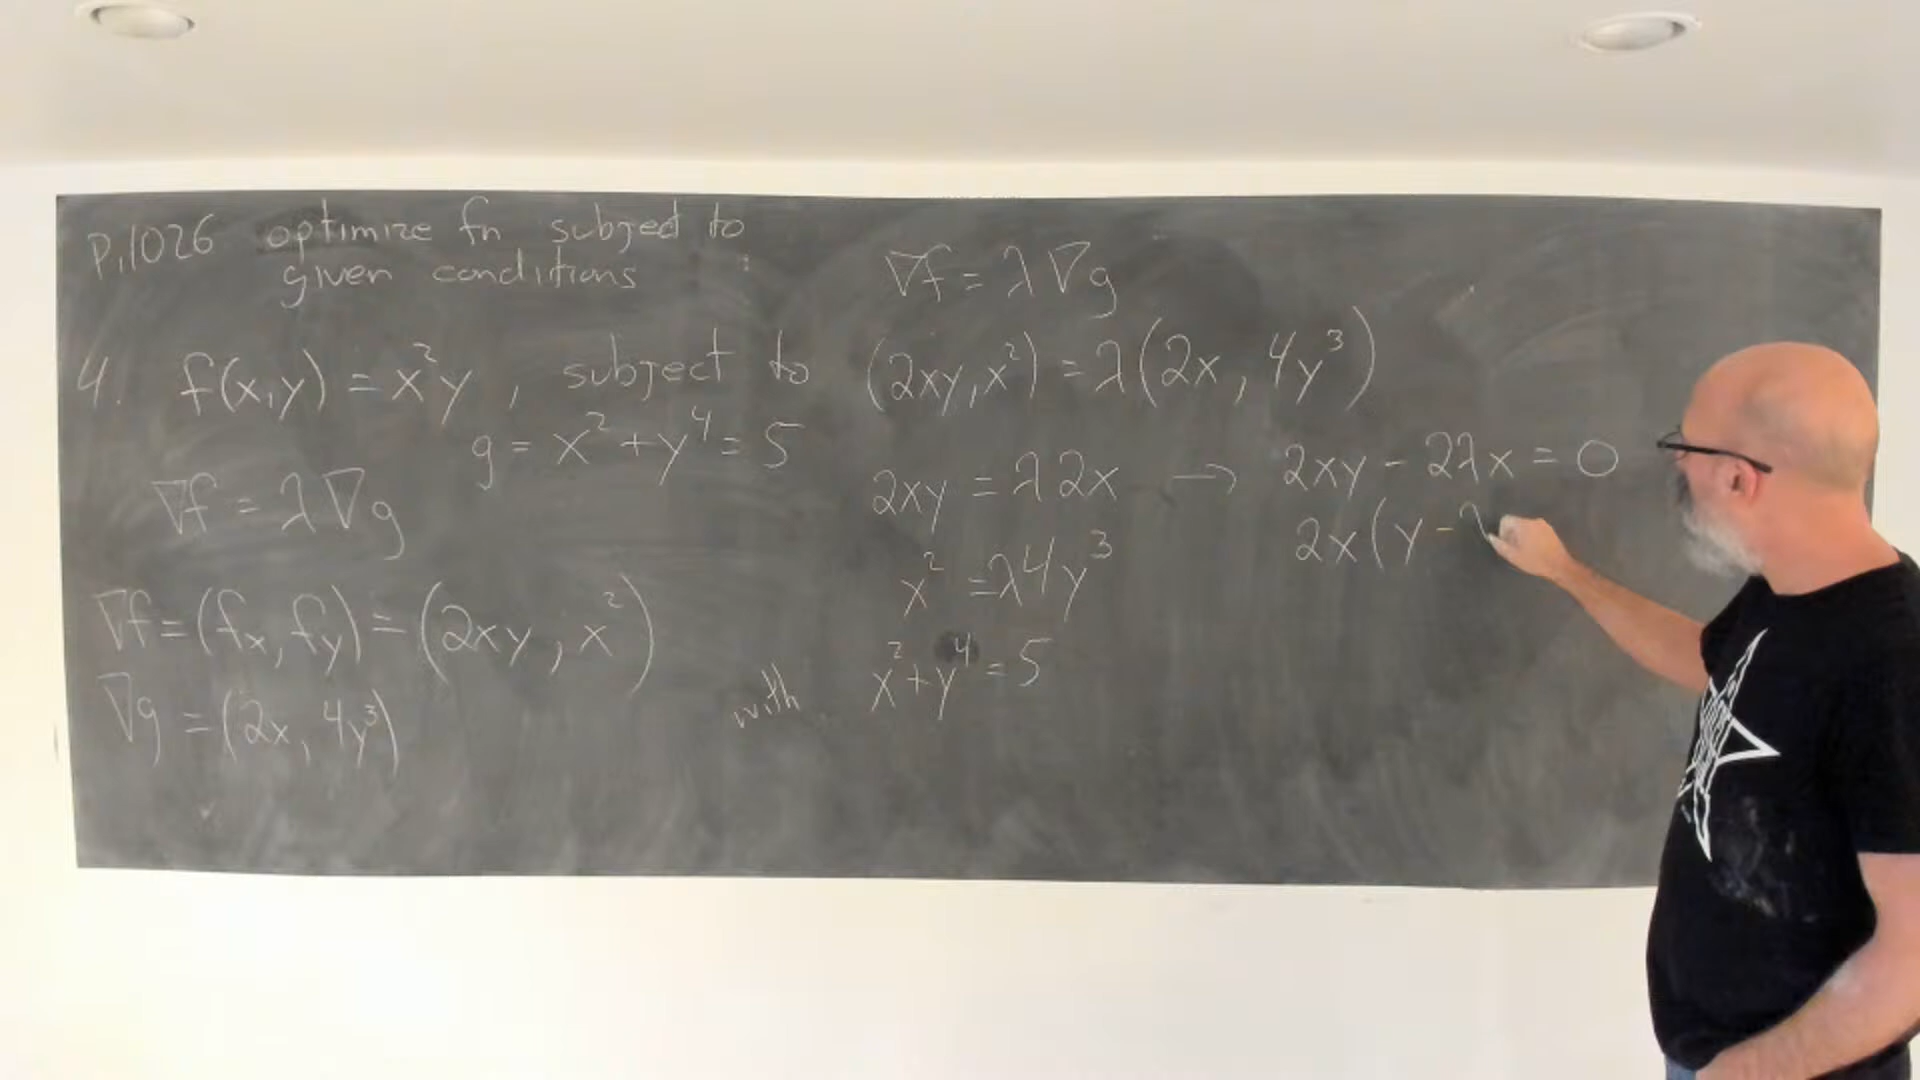 P.1026 optimize fn subject to
given conditions :
4. f(x,y) = x²y , subject to
g = x² + y⁴ = 5
∇f = λ∇g
∇f = (fx, fy) = (2xy, x²)
∇g = (2x, 4y³)
∇f = λ∇g
(2xy, x²) = λ(2x, 4y³)
2xy = λ2x → 2xy - 2λx = 0
2x(y - λ
x² = λ4y³
with x² + y⁴ = 5